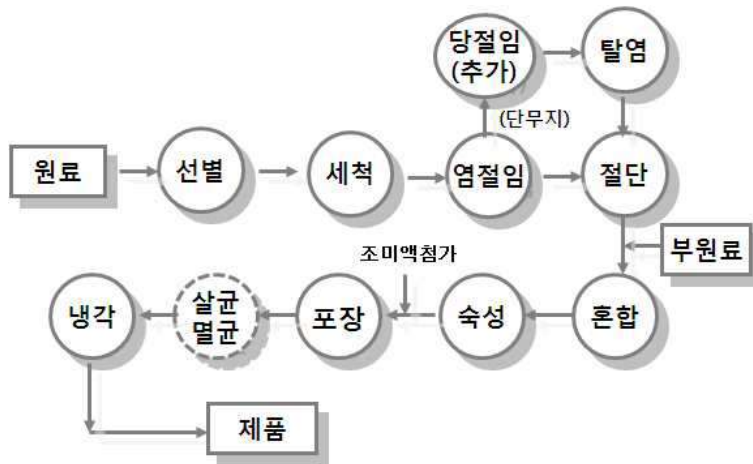 당절임
(추가)
탈염
(단무지)
원료
선별
세척
염절임
절단
부원료
조미액첨가
냉각
살균
멸균
포장
숙성
혼합
제품